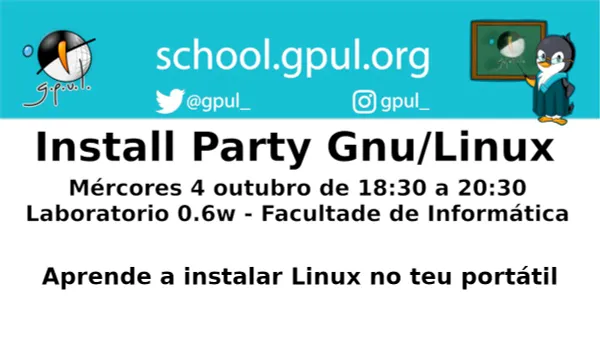 school.gpul.org
g.p.u.l.
@gpul_
gpul_
Install Party Gnu/Linux
Mércores 4 outubro de 18:30 a 20:30
Laboratorio 0.6w - Facultade de Informática
Aprende a instalar Linux no teu portátil